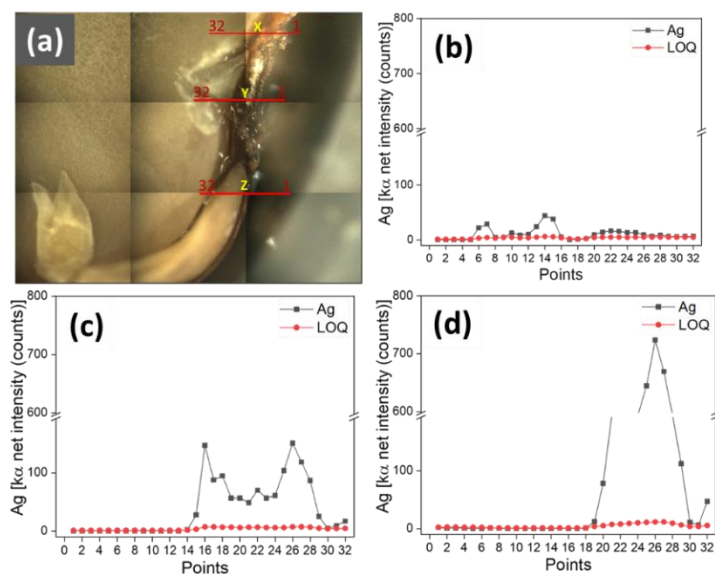 (a)
32 X 1
32 Y 1
32 Z 1
(b)
Ag
LOQ
Ag [kα net intensity (counts)]
800
700
600
100
0
0 2 4 6 8 10 12 14 16 18 20 22 24 26 28 30 32
Points
(c)
Ag
LOQ
Ag [kα net intensity (counts)]
800
700
600
100
0
0 2 4 6 8 10 12 14 16 18 20 22 24 26 28 30 32
Points
(d)
Ag
LOQ
Ag [kα net intensity (counts)]
800
700
600
100
0
0 2 4 6 8 10 12 14 16 18 20 22 24 26 28 30 32
Points